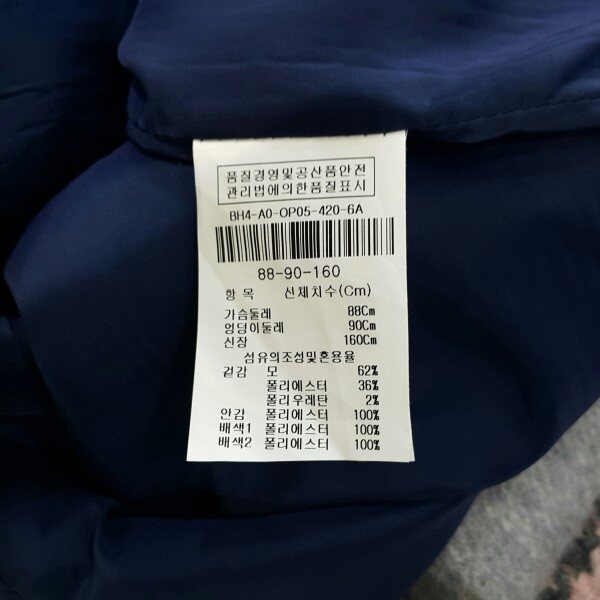 품질경영및공산품안전
관리법에의한품질표시
BH4-A0-OP05-420-6A
88-90-160
항 목 신체치수(Cm)
가슴둘레 88Cm
엉덩이둘레 90Cm
신장 160Cm
섬유의조성및혼용율
겉감 모 62%
폴리에스터 36%
폴리우레탄 2%
안감 폴리에스터 100%
배색1 폴리에스터 100%
배색2 폴리에스터 100%